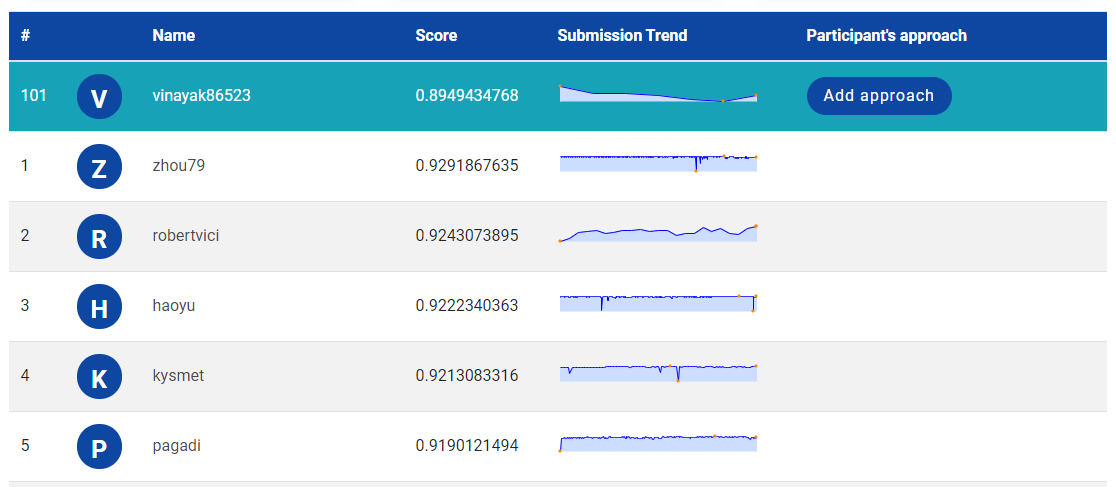 # Name Score Submission Trend Participant's approach
101 V vinayak86523 0.8949434768 Add approach
1 Z zhou79 0.9291867635
2 R robertvici 0.9243073895
3 H haoyu 0.9222340363
4 K kysmet 0.9213083316
5 P pagadi 0.9190121494